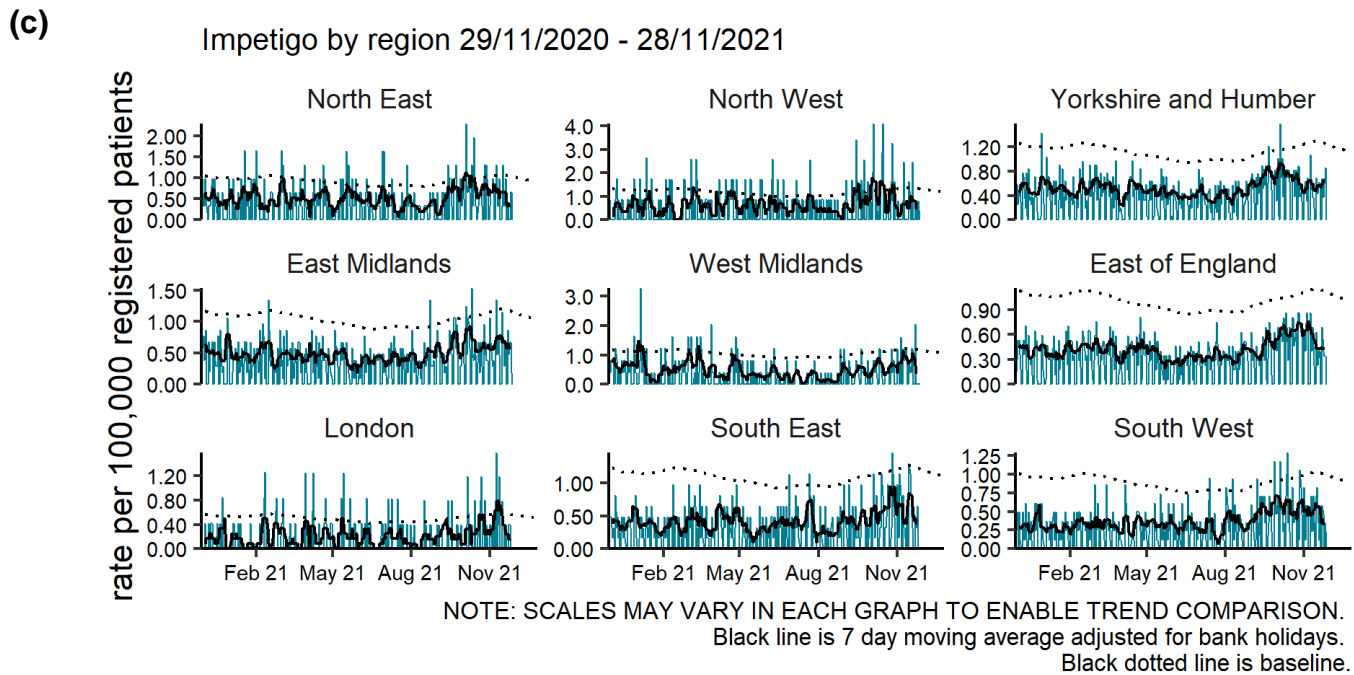 (c)
Impetigo by region 29/11/2020 - 28/11/2021
rate per 100,000 registered patients
North East
2.00
1.50
1.00
0.50
0.00
North West
4.0
3.0
2.0
1.0
0.0
Yorkshire and Humber
1.20
0.80
0.40
0.00
East Midlands
1.50
1.00
0.50
0.00
West Midlands
3.0
2.0
1.0
0.0
East of England
0.90
0.60
0.30
0.00
London
1.20
0.80
0.40
0.00
Feb 21 May 21 Aug 21 Nov 21
South East
1.00
0.50
0.00
Feb 21 May 21 Aug 21 Nov 21
South West
1.25
1.00
0.75
0.50
0.25
0.00
Feb 21 May 21 Aug 21 Nov 21
NOTE: SCALES MAY VARY IN EACH GRAPH TO ENABLE TREND COMPARISON.
Black line is 7 day moving average adjusted for bank holidays.
Black dotted line is baseline.